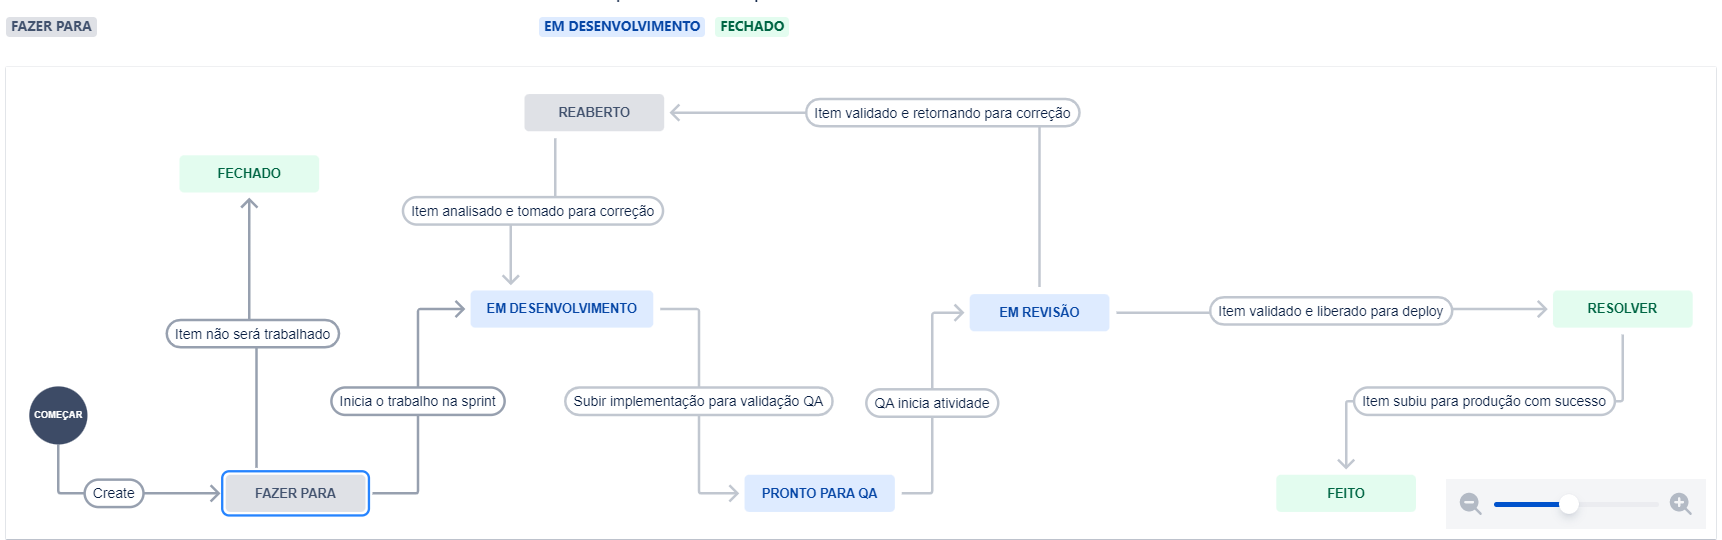 FAZER PARA
EM DESENVOLVIMENTO
FECHADO
REABERTO
Item validado e retornando para correção
FECHADO
Item analisado e tomado para correção
EM DESENVOLVIMENTO
EM REVISÃO
Item validado e liberado para deploy
RESOLVER
Item não será trabalhado
Inicia o trabalho na sprint
Subir implementação para validação QA
QA inicia atividade
Item subiu para produção com sucesso
COMEÇAR
Create
FAZER PARA
PRONTO PARA QA
FEITO